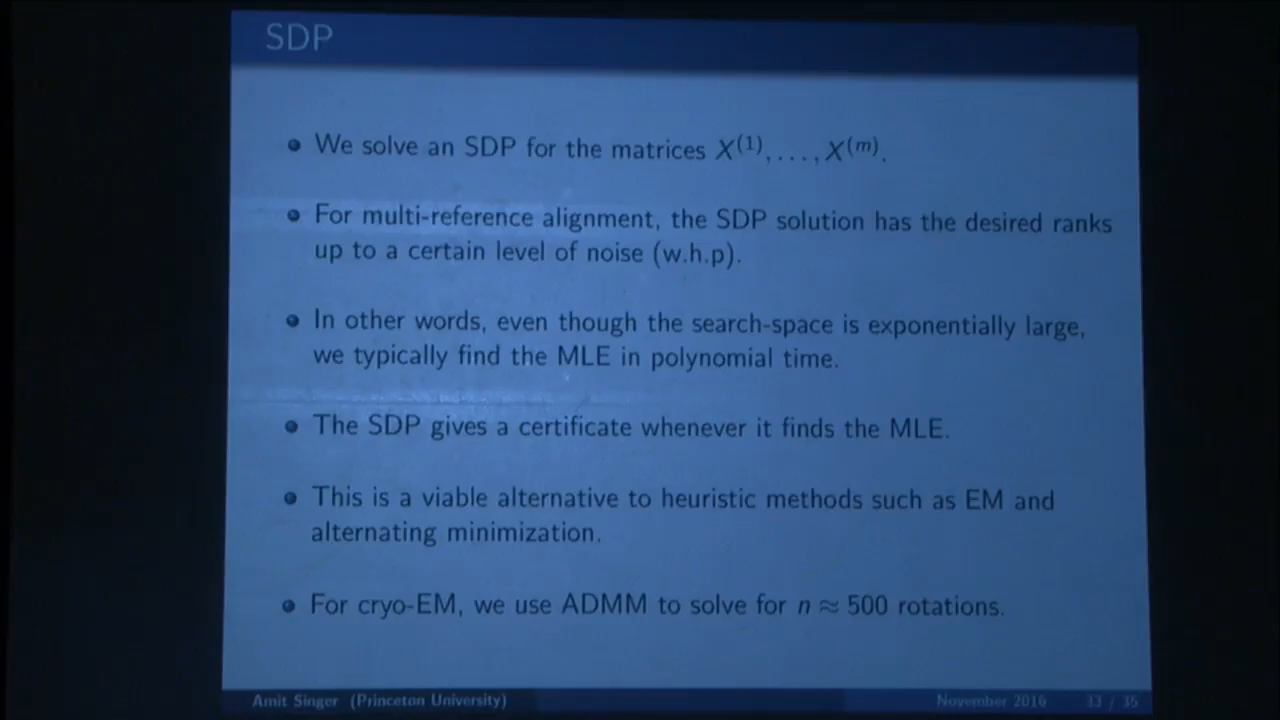 SDP
We solve an SDP for the matrices X^(1), . . . , X^(m).
For multi-reference alignment, the SDP solution has the desired ranks
up to a certain level of noise (w.h.p).
In other words, even though the search-space is exponentially large,
we typically find the MLE in polynomial time.
The SDP gives a certificate whenever it finds the MLE.
This is a viable alternative to heuristic methods such as EM and
alternating minimization.
For cryo-EM, we use ADMM to solve for n ≈ 500 rotations.
Amit Singer (Princeton University)
November 2016
/ 35